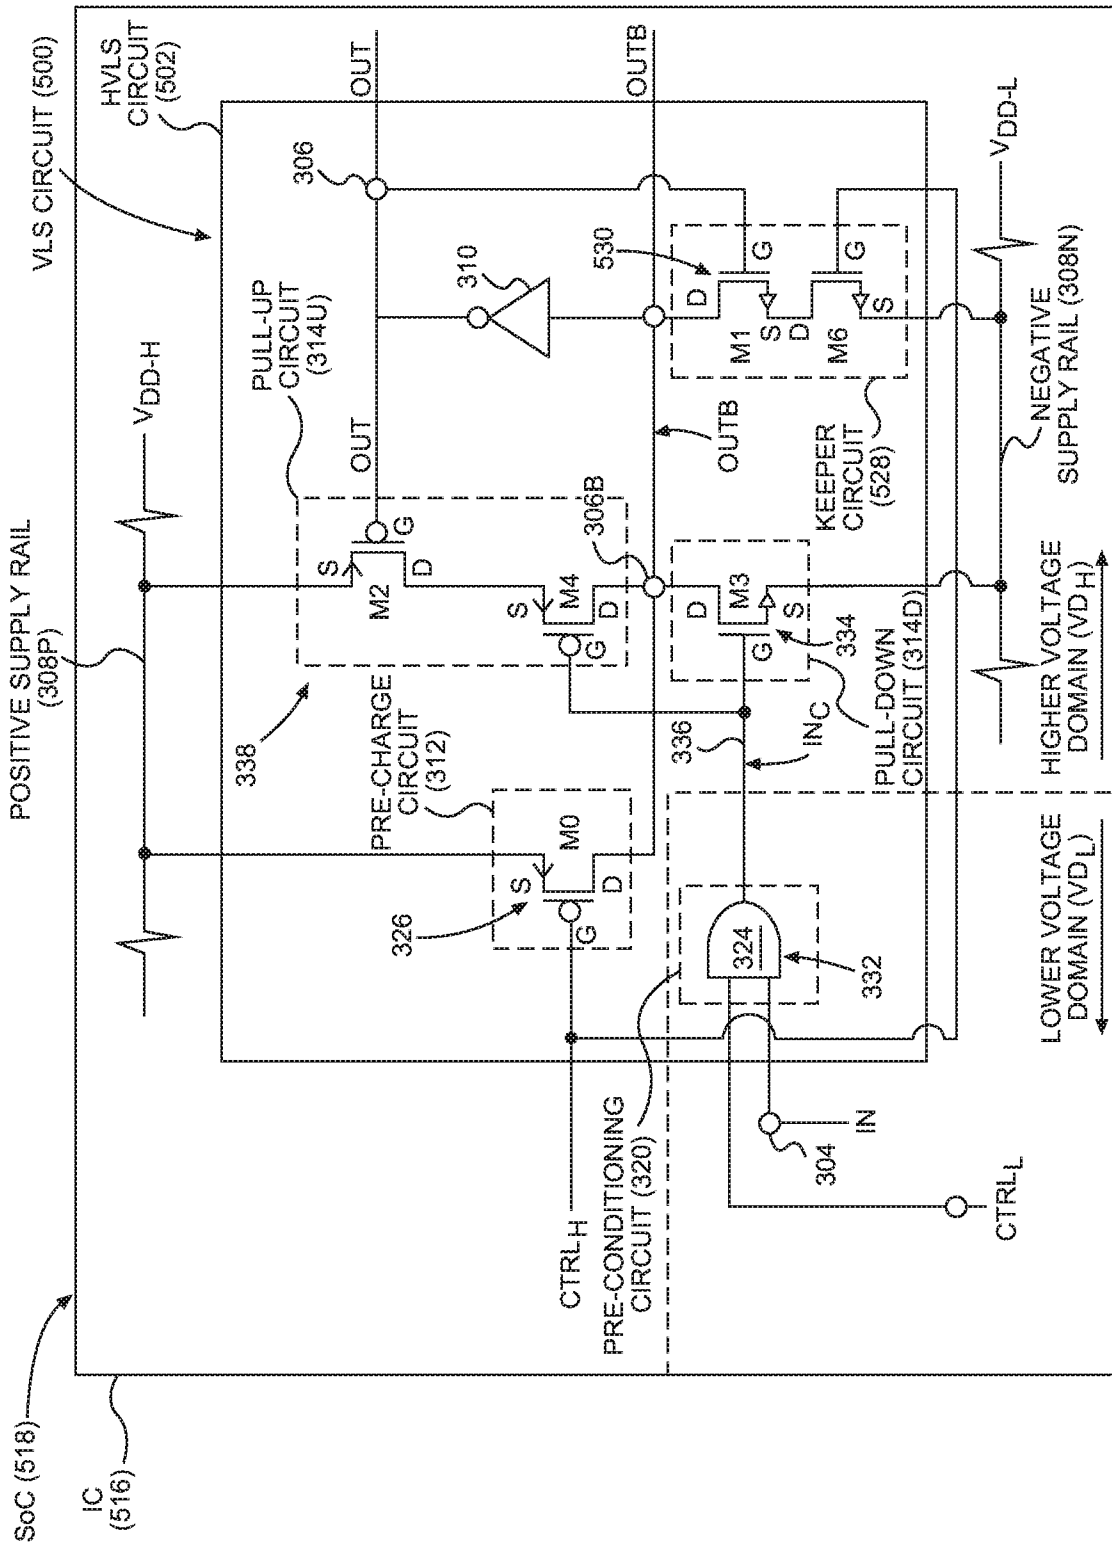 SoC (518)
IC
(516)
VLS CIRCUIT (500)
HVLS
CIRCUIT
(502)
POSITIVE SUPPLY RAIL
(308P)
VDD-H
PULL-UP
CIRCUIT
(314U)
OUT
306
OUT
S
M2
G
D
310
338
PRE-CHARGE
CIRCUIT
(312)
S
M0
G
D
326
S
M4
G
D
306B
OUTB
OUTB
CTRLH
PRE-CONDITIONING
CIRCUIT (320)
324
332
336
INC
D
M3
G
S
334
PULL-DOWN
CIRCUIT (314D)
KEEPER
CIRCUIT
(528)
530
D
G
M1
S
D
G
M6
S
VDD-L
NEGATIVE
SUPPLY RAIL (308N)
304
IN
CTRLL
LOWER VOLTAGE
DOMAIN (VDL)
HIGHER VOLTAGE
DOMAIN (VDH)